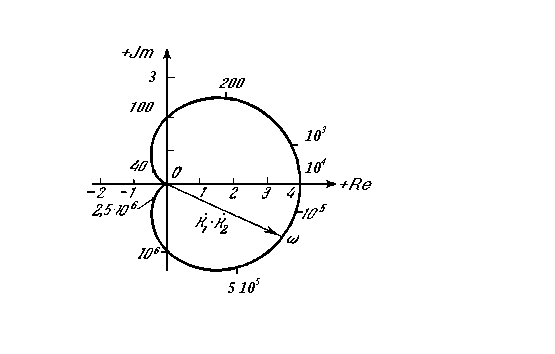 +Jm
3
200
100
10³
40
0
10⁴
-2 -1 1 2 3 4 +Re
2,5·10⁶
10⁵
K̇₁·K̇₂
ω
10⁶
5 10⁵